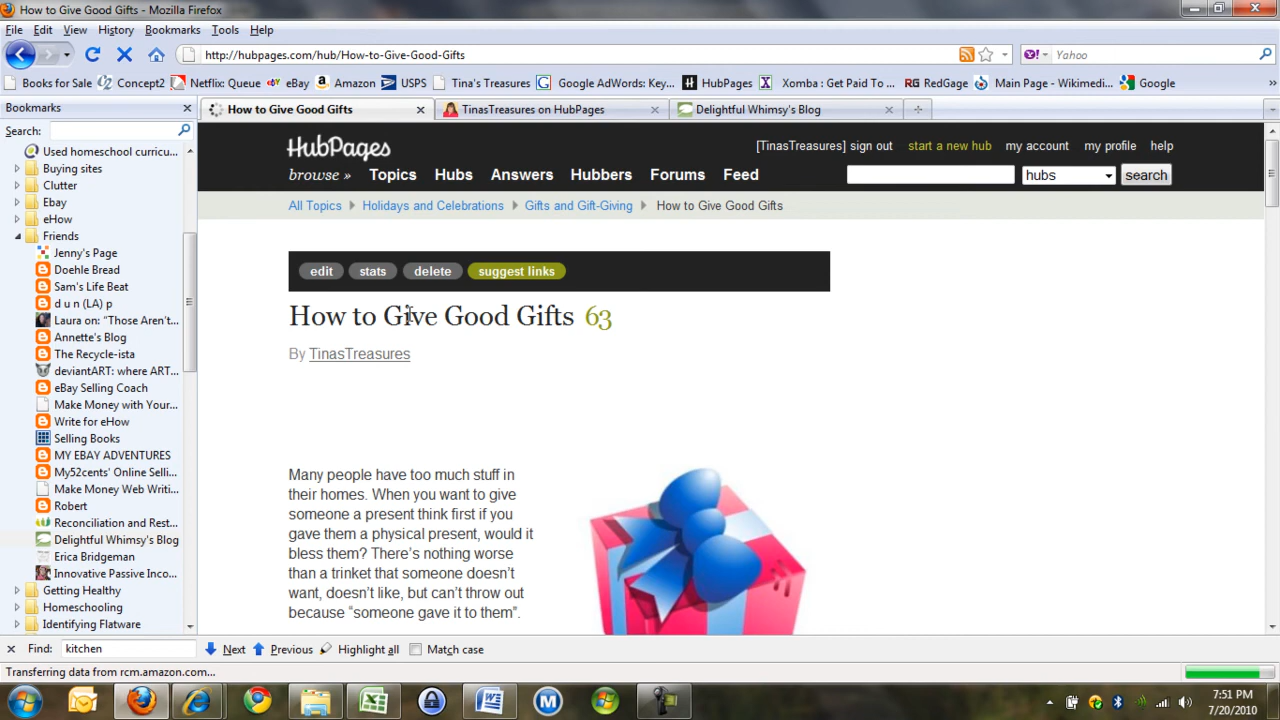 How to Give Good Gifts - Mozilla Firefox
File Edit View History Bookmarks Tools Help
http://hubpages.com/hub/How-to-Give-Good-Gifts Yahoo
Books for Sale Concept2 Netflix: Queue eBay Amazon USPS Tina's Treasures Google AdWords: Key... HubPages Xomba : Get Paid To ... RG RedGage Main Page - Wikimedi... Google »
Bookmarks
How to Give Good Gifts TinasTreasures on HubPages Delightful Whimsy's Blog
Search:
Used homeschool curricu...
Buying sites
Clutter
Ebay
eHow
Friends
Jenny's Page
Doehle Bread
Sam's Life Beat
d u n (LA) p
Laura on: "Those Aren't...
Annette's Blog
The Recycle-ista
deviantART: where ART...
eBay Selling Coach
Make Money with Your...
Write for eHow
Selling Books
MY EBAY ADVENTURES
My52cents' Online Selli...
Make Money Web Writi...
Robert
Reconciliation and Rest...
Delightful Whimsy's Blog
Erica Bridgeman
Innovative Passive Inco...
Getting Healthy
Homeschooling
Identifying Flatware
HubPages
[TinasTreasures] sign out start a new hub my account my profile help
browse » Topics Hubs Answers Hubbers Forums Feed hubs search
All Topics Holidays and Celebrations Gifts and Gift-Giving How to Give Good Gifts
edit stats delete suggest links
How to Give Good Gifts 63
By TinasTreasures
Many people have too much stuff in
their homes. When you want to give
someone a present think first if you
gave them a physical present, would it
bless them? There's nothing worse
than a trinket that someone doesn't
want, doesn't like, but can't throw out
because "someone gave it to them".
Find: kitchen Next Previous Highlight all Match case
Transferring data from rcm.amazon.com...
7:51 PM
7/20/2010